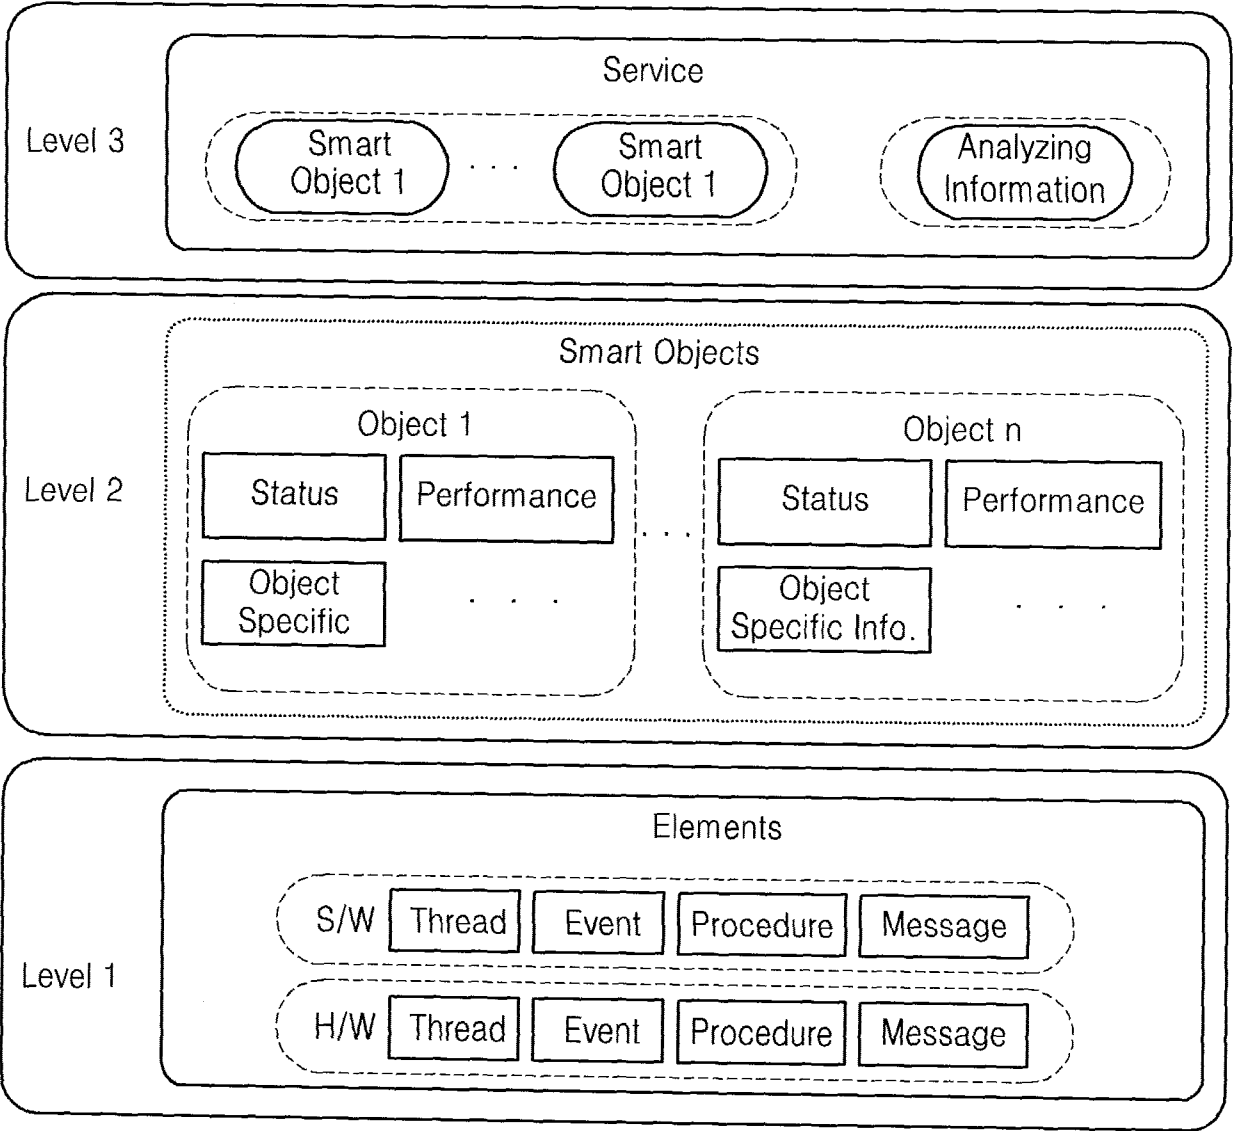 Service
Level 3
Smart
Object 1
. . .
Smart
Object 1
Analyzing
Information
Smart Objects
Level 2
Object 1
Status
Performance
Object
Specific
. . .
. . .
Object n
Status
Performance
Object
Specific Info.
. . .
Elements
Level 1
S/W
Thread
Event
Procedure
Message
H/W
Thread
Event
Procedure
Message